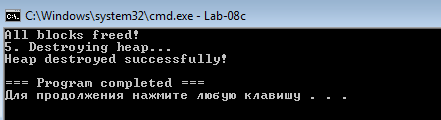 C:\Windows\system32\cmd.exe - Lab-08c
All blocks freed!
5. Destroying heap...
Heap destroyed successfully!
=== Program completed ===
Для продолжения нажмите любую клавишу . . .